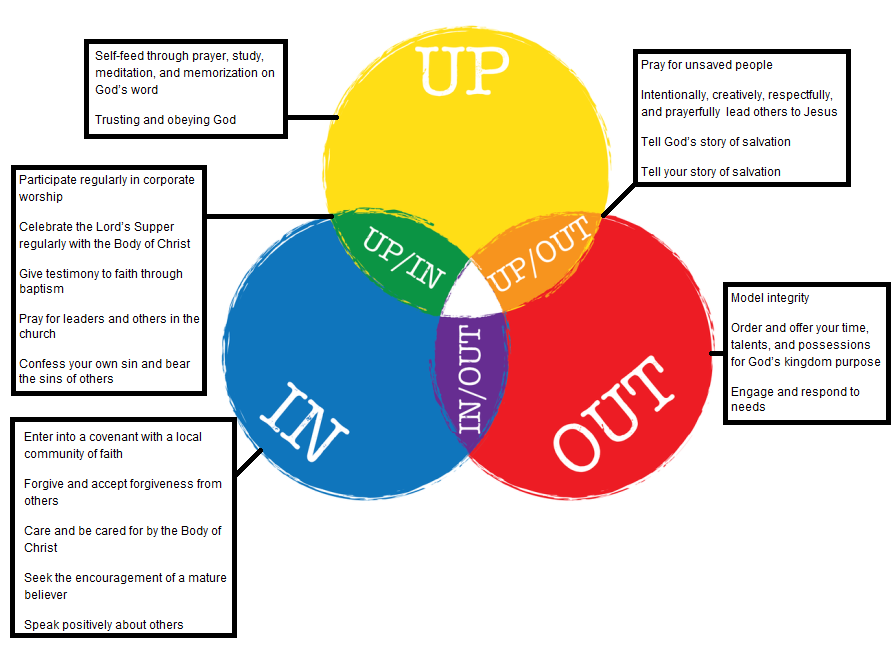 UP
Self-feed through prayer, study,
meditation, and memorization on
God's word
Trusting and obeying God
Pray for unsaved people
Intentionally, creatively, respectfully,
and prayerfully lead others to Jesus
Tell God's story of salvation
Tell your story of salvation
Participate regularly in corporate
worship
Celebrate the Lord's Supper
regularly with the Body of Christ
Give testimony to faith through
baptism
Pray for leaders and others in the
church
Confess your own sin and bear
the sins of others
UP/IN
UP/OUT
IN/OUT
Model integrity
Order and offer your time,
talents, and possessions
for God's kingdom purpose
Engage and respond to
needs
IN
OUT
Enter into a covenant with a local
community of faith
Forgive and accept forgiveness from
others
Care and be cared for by the Body of
Christ
Seek the encouragement of a mature
believer
Speak positively about others